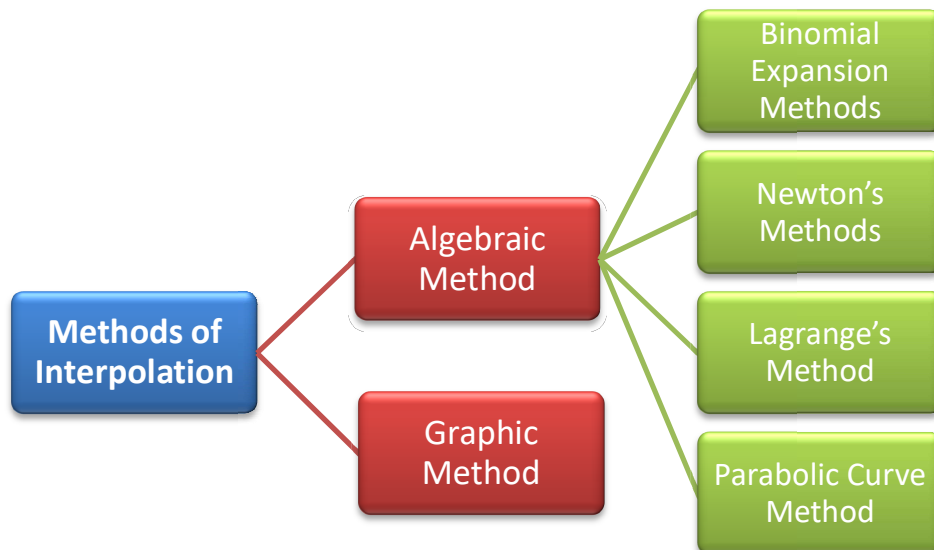 Methods of
Interpolation
Algebraic
Method
Graphic
Method
Binomial
Expansion
Methods
Newton’s
Methods
Lagrange’s
Method
Parabolic Curve
Method